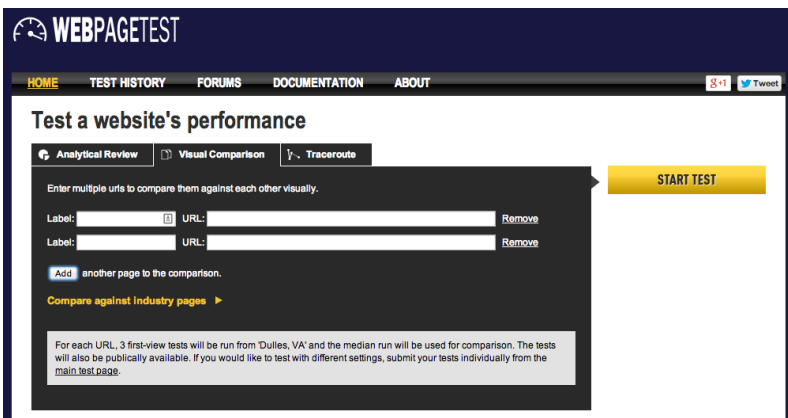 WEBPAGETEST
HOME TEST HISTORY FORUMS DOCUMENTATION ABOUT
g+1 Tweet
Test a website's performance
Analytical Review Visual Comparison Traceroute
START TEST
Enter multiple urls to compare them against each other visually.
Label: URL: Remove
Label: URL: Remove
Add another page to the comparison.
Compare against industry pages
For each URL, 3 first-view tests will be run from 'Dulles, VA' and the median run will be used for comparison. The tests
will also be publically available. If you would like to test with different settings, submit your tests individually from the
main test page.